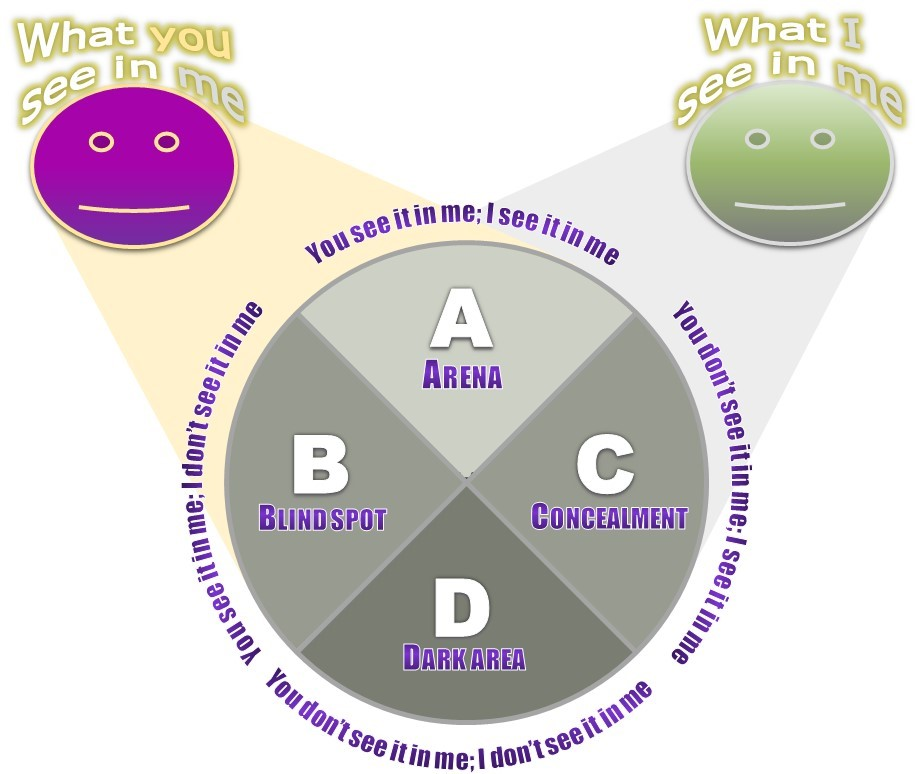 What you
see in me
What I
see in me
You see it in me; I see it in me
A
ARENA
You see it in me; I don't see it in me
B
BLIND SPOT
C
CONCEALMENT
You don't see it in me; I see it in me
D
DARK AREA
You don't see it in me; I don't see it in me